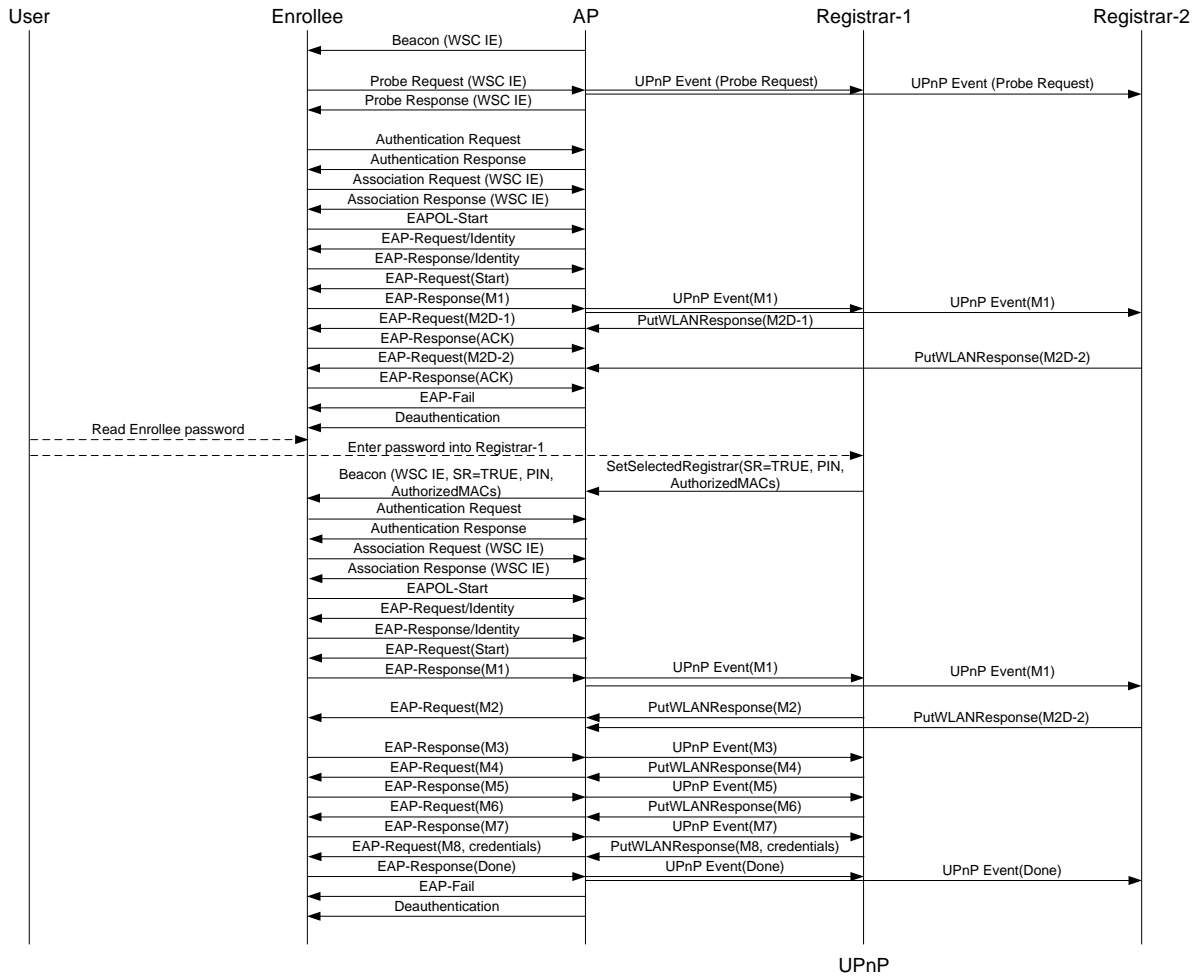 User
Enrollee
AP
Registrar-1
Registrar-2
Beacon (WSC IE)
Probe Request (WSC IE)
UPnP Event (Probe Request)
UPnP Event (Probe Request)
Probe Response (WSC IE)
Authentication Request
Authentication Response
Association Request (WSC IE)
Association Response (WSC IE)
EAPOL-Start
EAP-Request/Identity
EAP-Response/Identity
EAP-Request(Start)
EAP-Response(M1)
UPnP Event(M1)
UPnP Event(M1)
EAP-Request(M2D-1)
PutWLANResponse(M2D-1)
EAP-Response(ACK)
EAP-Request(M2D-2)
PutWLANResponse(M2D-2)
EAP-Response(ACK)
EAP-Fail
Deauthentication
Read Enrollee password
Enter password into Registrar-1
SetSelectedRegistrar(SR=TRUE, PIN,
AuthorizedMACs)
Beacon (WSC IE, SR=TRUE, PIN,
AuthorizedMACs)
Authentication Request
Authentication Response
Association Request (WSC IE)
Association Response (WSC IE)
EAPOL-Start
EAP-Request/Identity
EAP-Response/Identity
EAP-Request(Start)
EAP-Response(M1)
UPnP Event(M1)
UPnP Event(M1)
EAP-Request(M2)
PutWLANResponse(M2)
PutWLANResponse(M2D-2)
EAP-Response(M3)
UPnP Event(M3)
EAP-Request(M4)
PutWLANResponse(M4)
EAP-Response(M5)
UPnP Event(M5)
EAP-Request(M6)
PutWLANResponse(M6)
EAP-Response(M7)
UPnP Event(M7)
EAP-Request(M8, credentials)
PutWLANResponse(M8, credentials)
EAP-Response(Done)
UPnP Event(Done)
UPnP Event(Done)
EAP-Fail
Deauthentication
UPnP